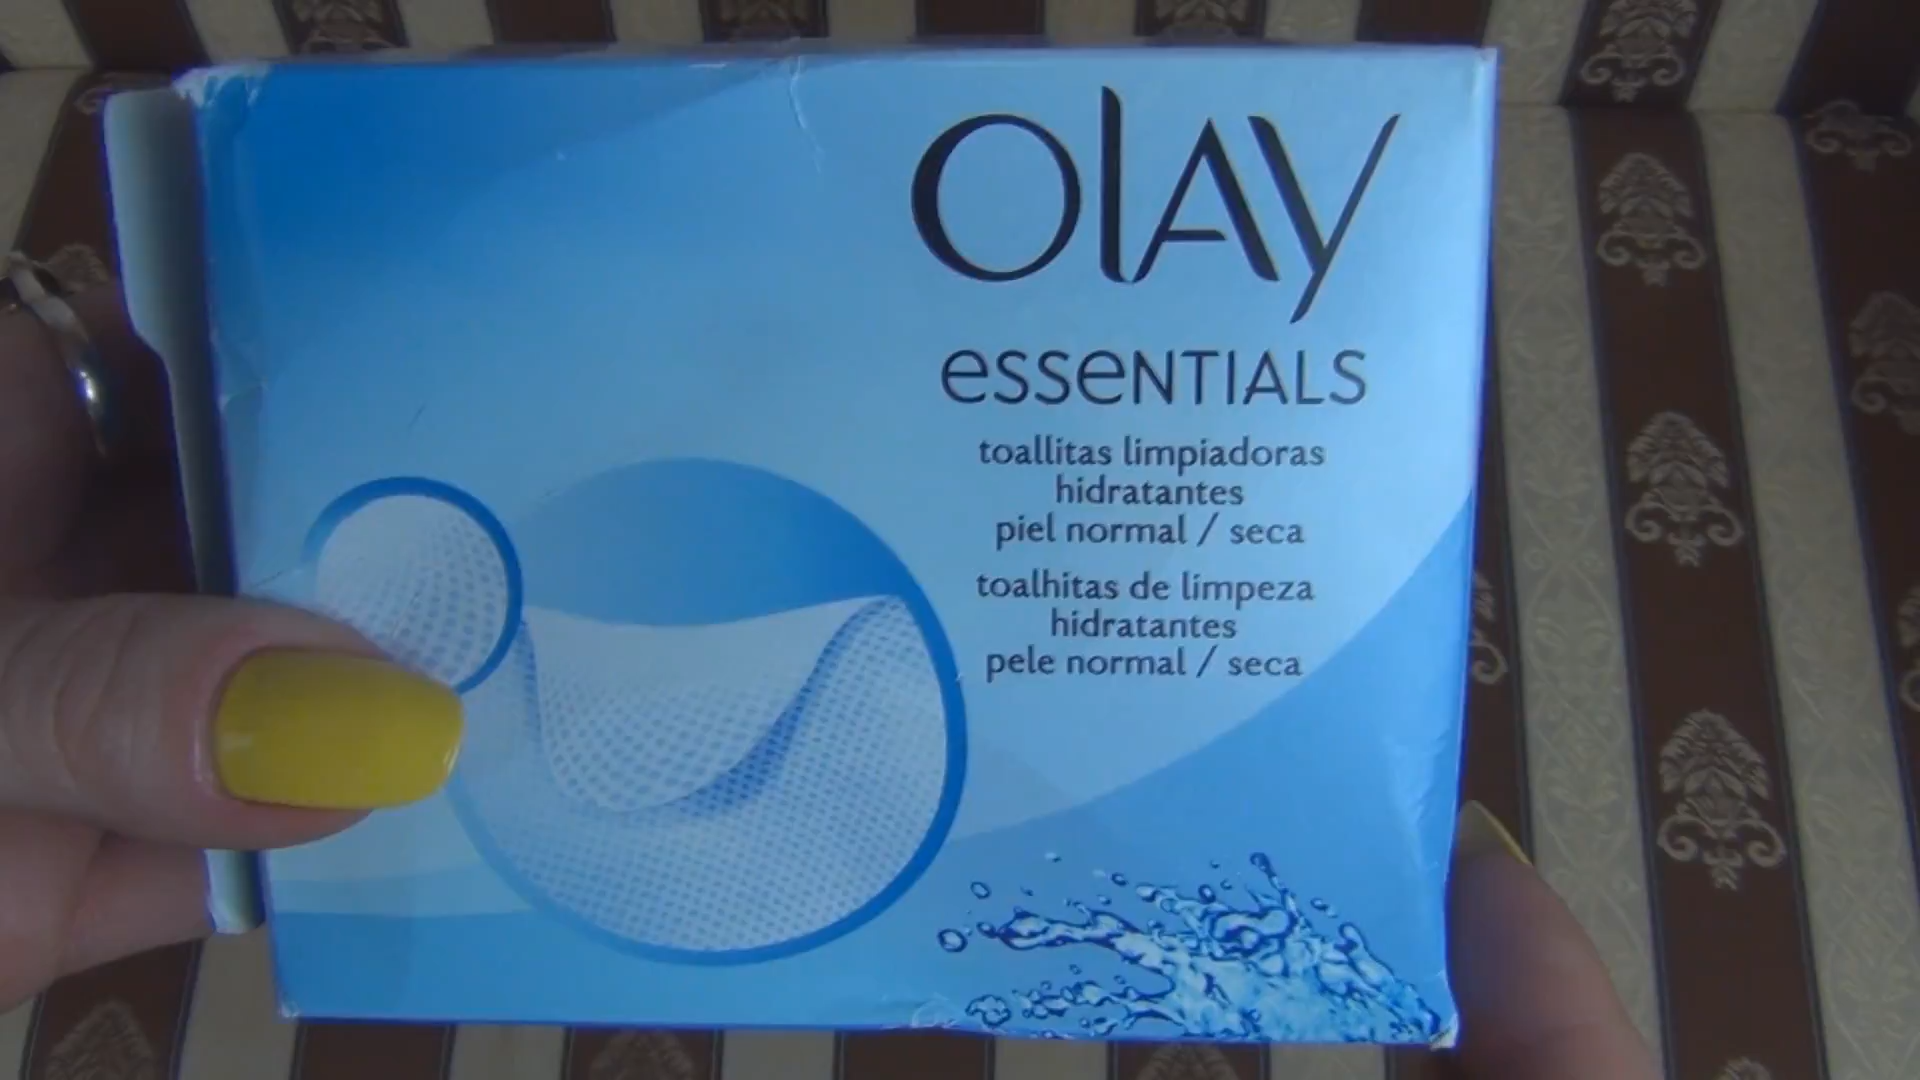 OLAY
essentials
toallitas limpiadoras
hidratantes
piel normal / seca
toalhitas de limpeza
hidratantes
pele normal / seca